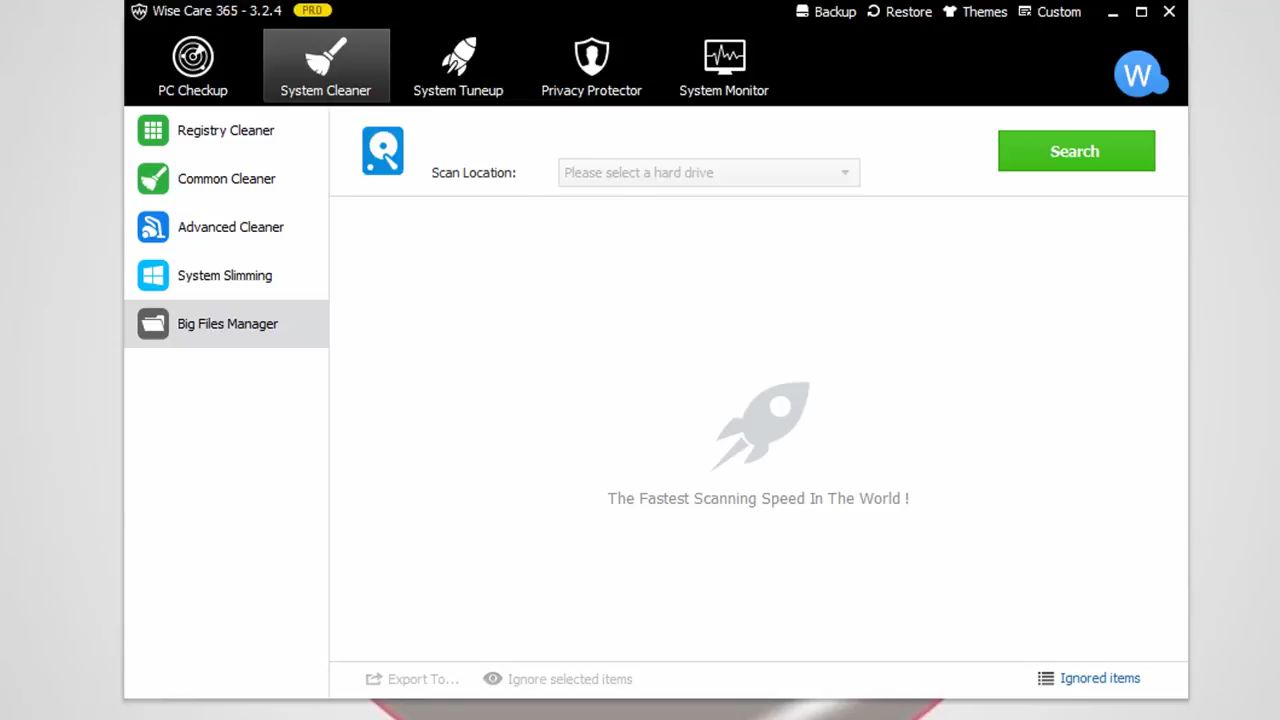 Wise Care 365 - 3.2.4 PRO
Backup Restore Themes Custom
PC Checkup System Cleaner System Tuneup Privacy Protector System Monitor
W
Registry Cleaner
Common Cleaner
Advanced Cleaner
System Slimming
Big Files Manager
Scan Location: Please select a hard drive
Search
The Fastest Scanning Speed In The World !
Export To... Ignore selected items Ignored items